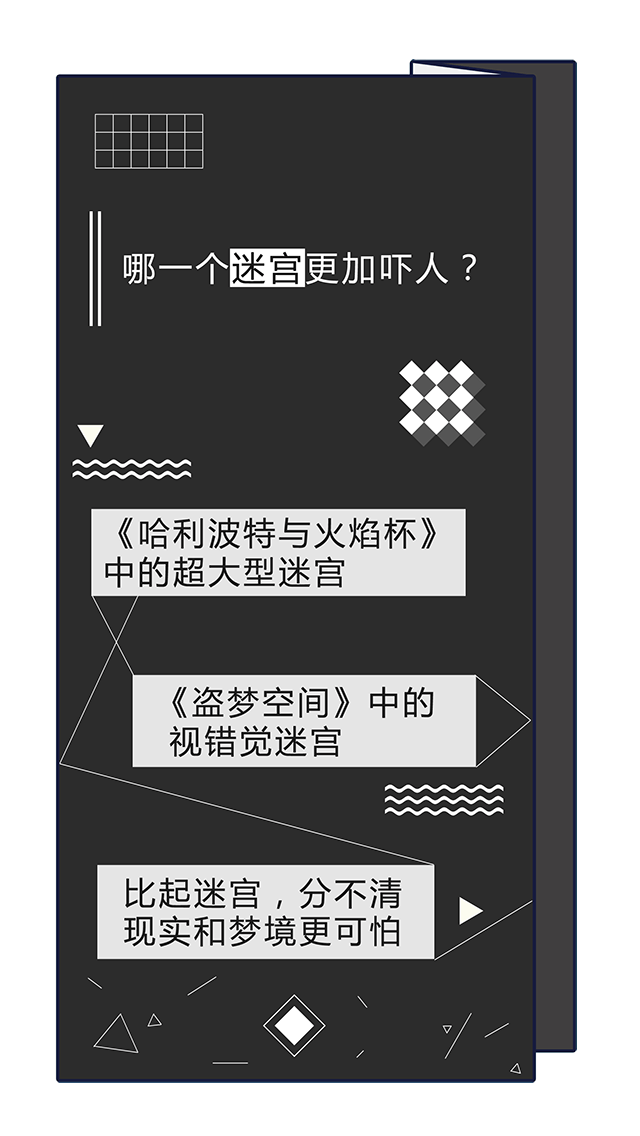 哪一个迷宫更加吓人？
《哈利波特与火焰杯》
中的超大型迷宫
《盗梦空间》中的
视错觉迷宫
比起迷宫，分不清
现实和梦境更可怕